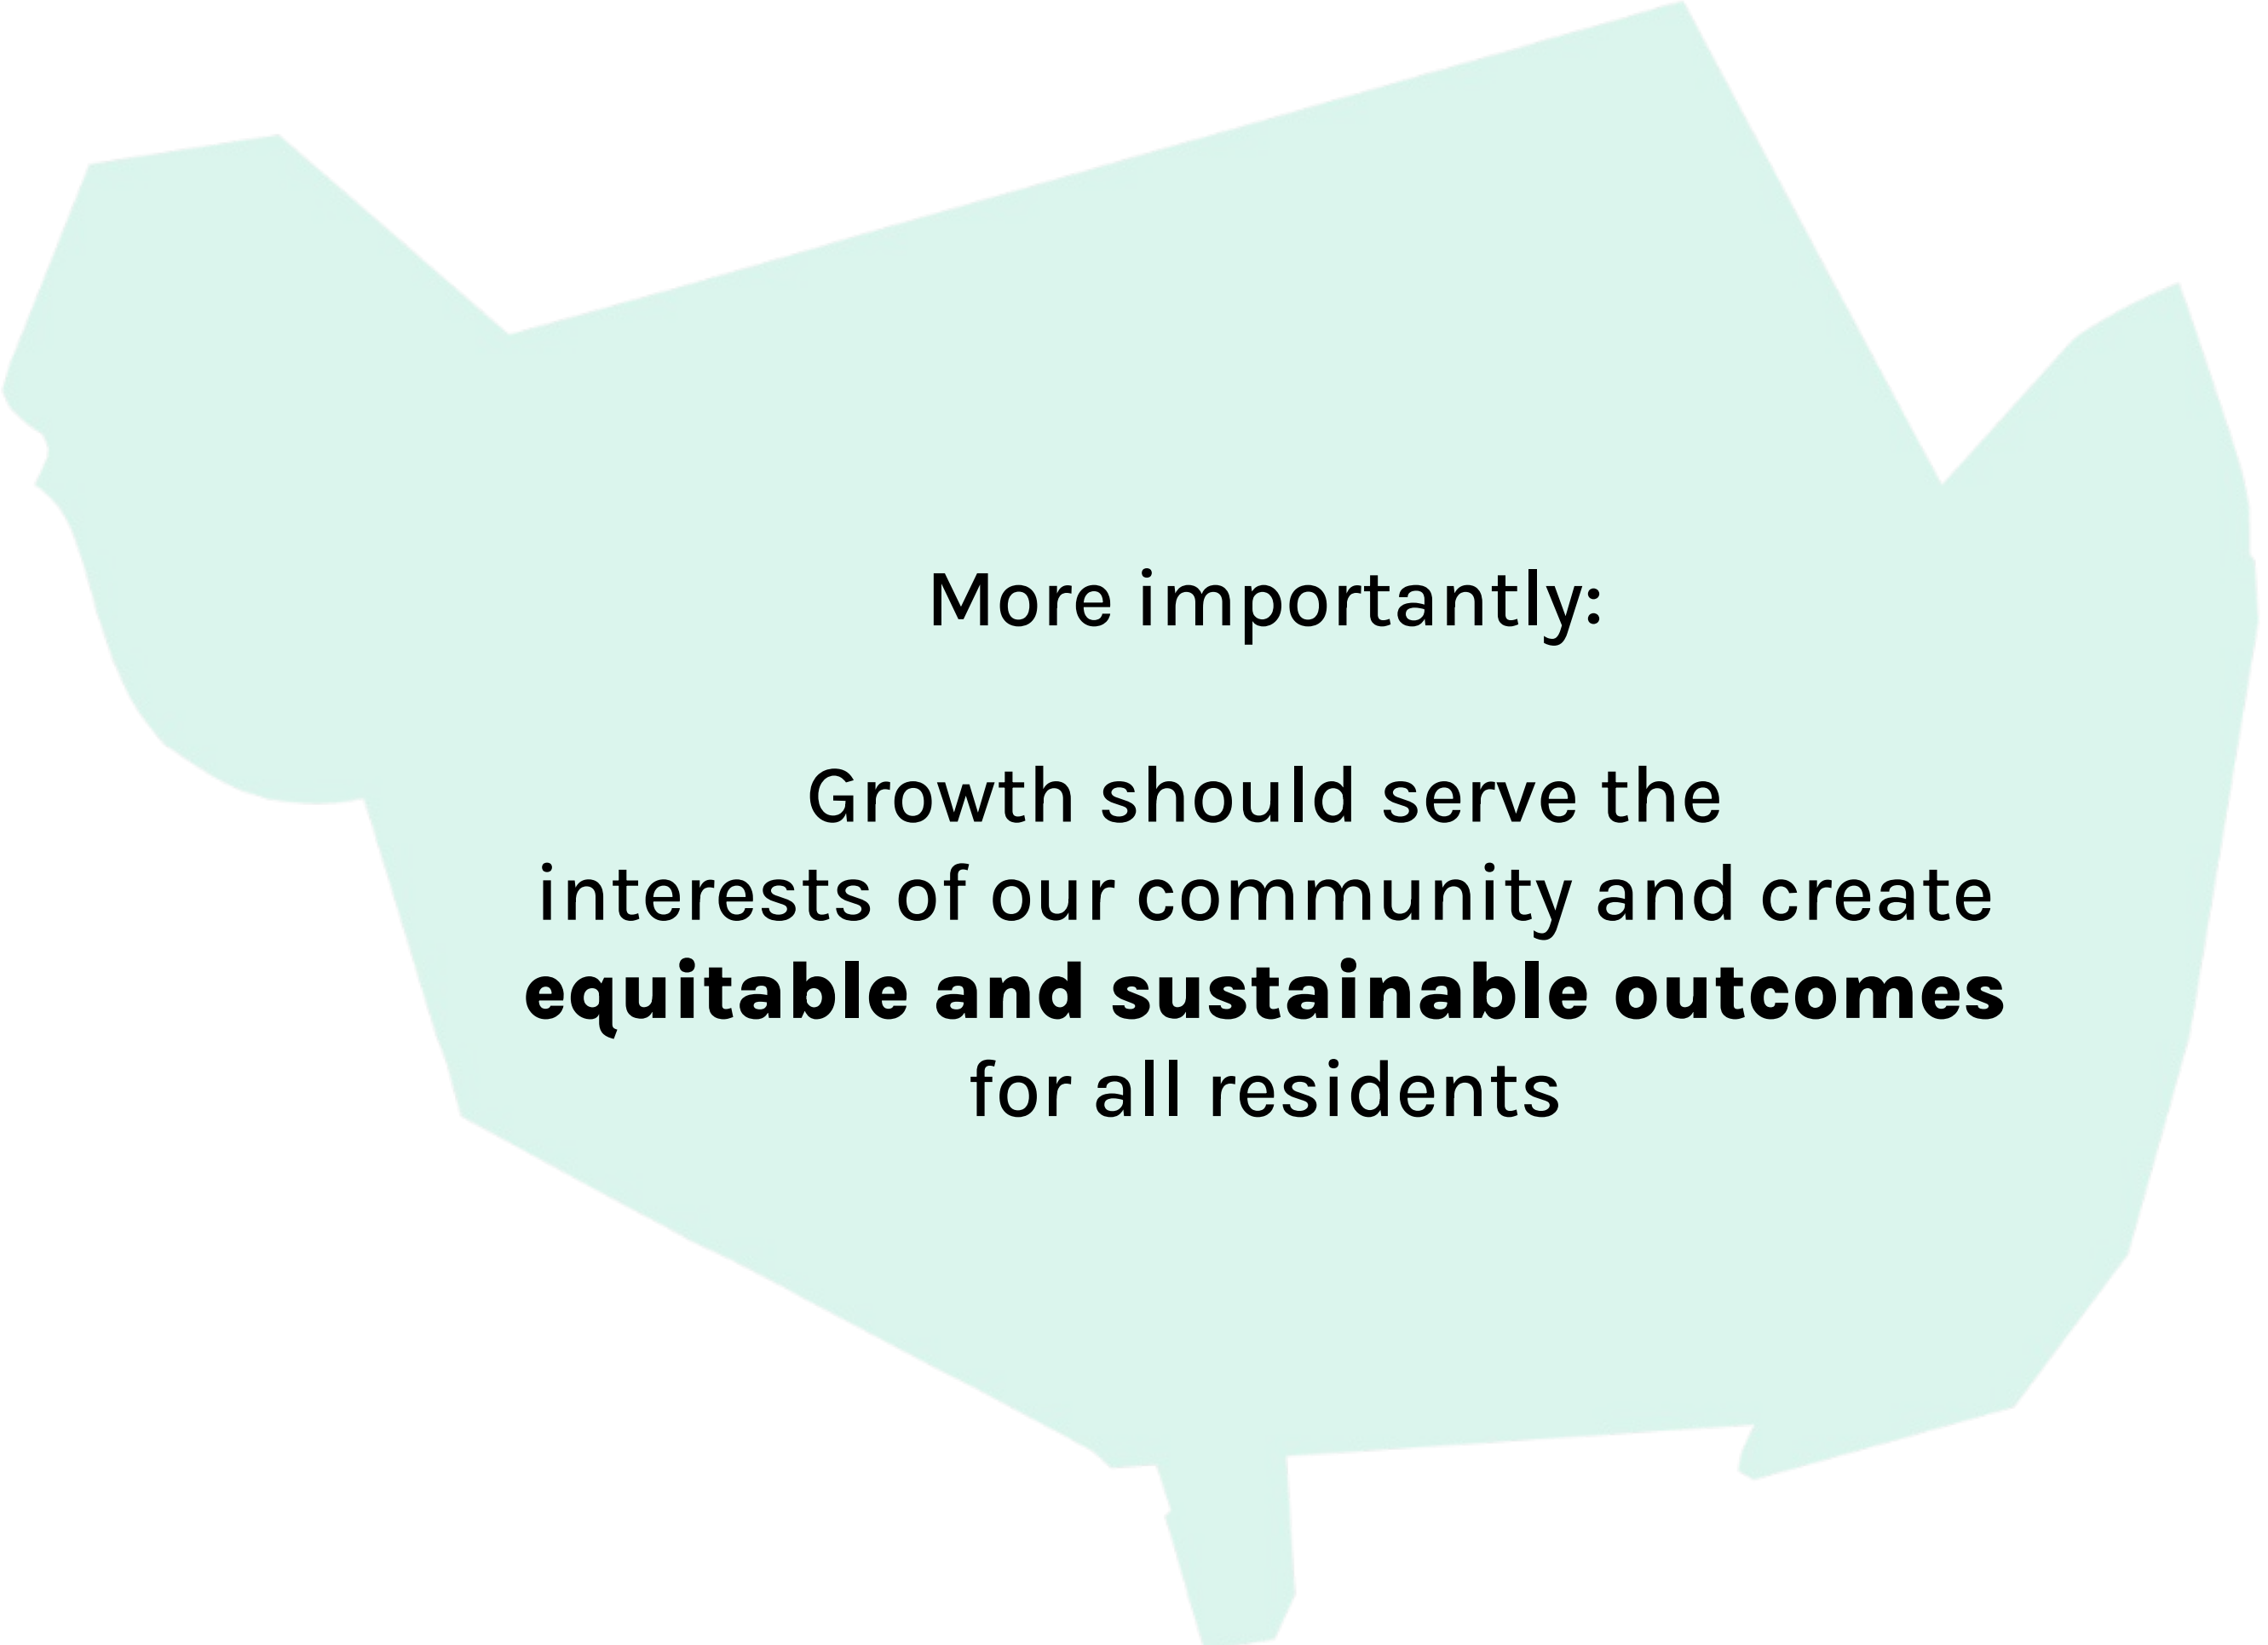 More importantly:
Growth should serve the
interests of our community and create
equitable and sustainable outcomes
for all residents